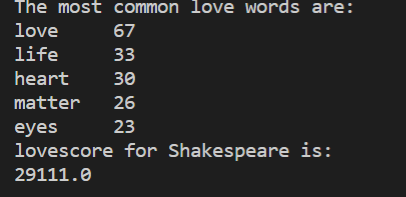 The most common love words are:
love 67
life 33
heart 30
matter 26
eyes 23
lovescore for Shakespeare is:
29111.0